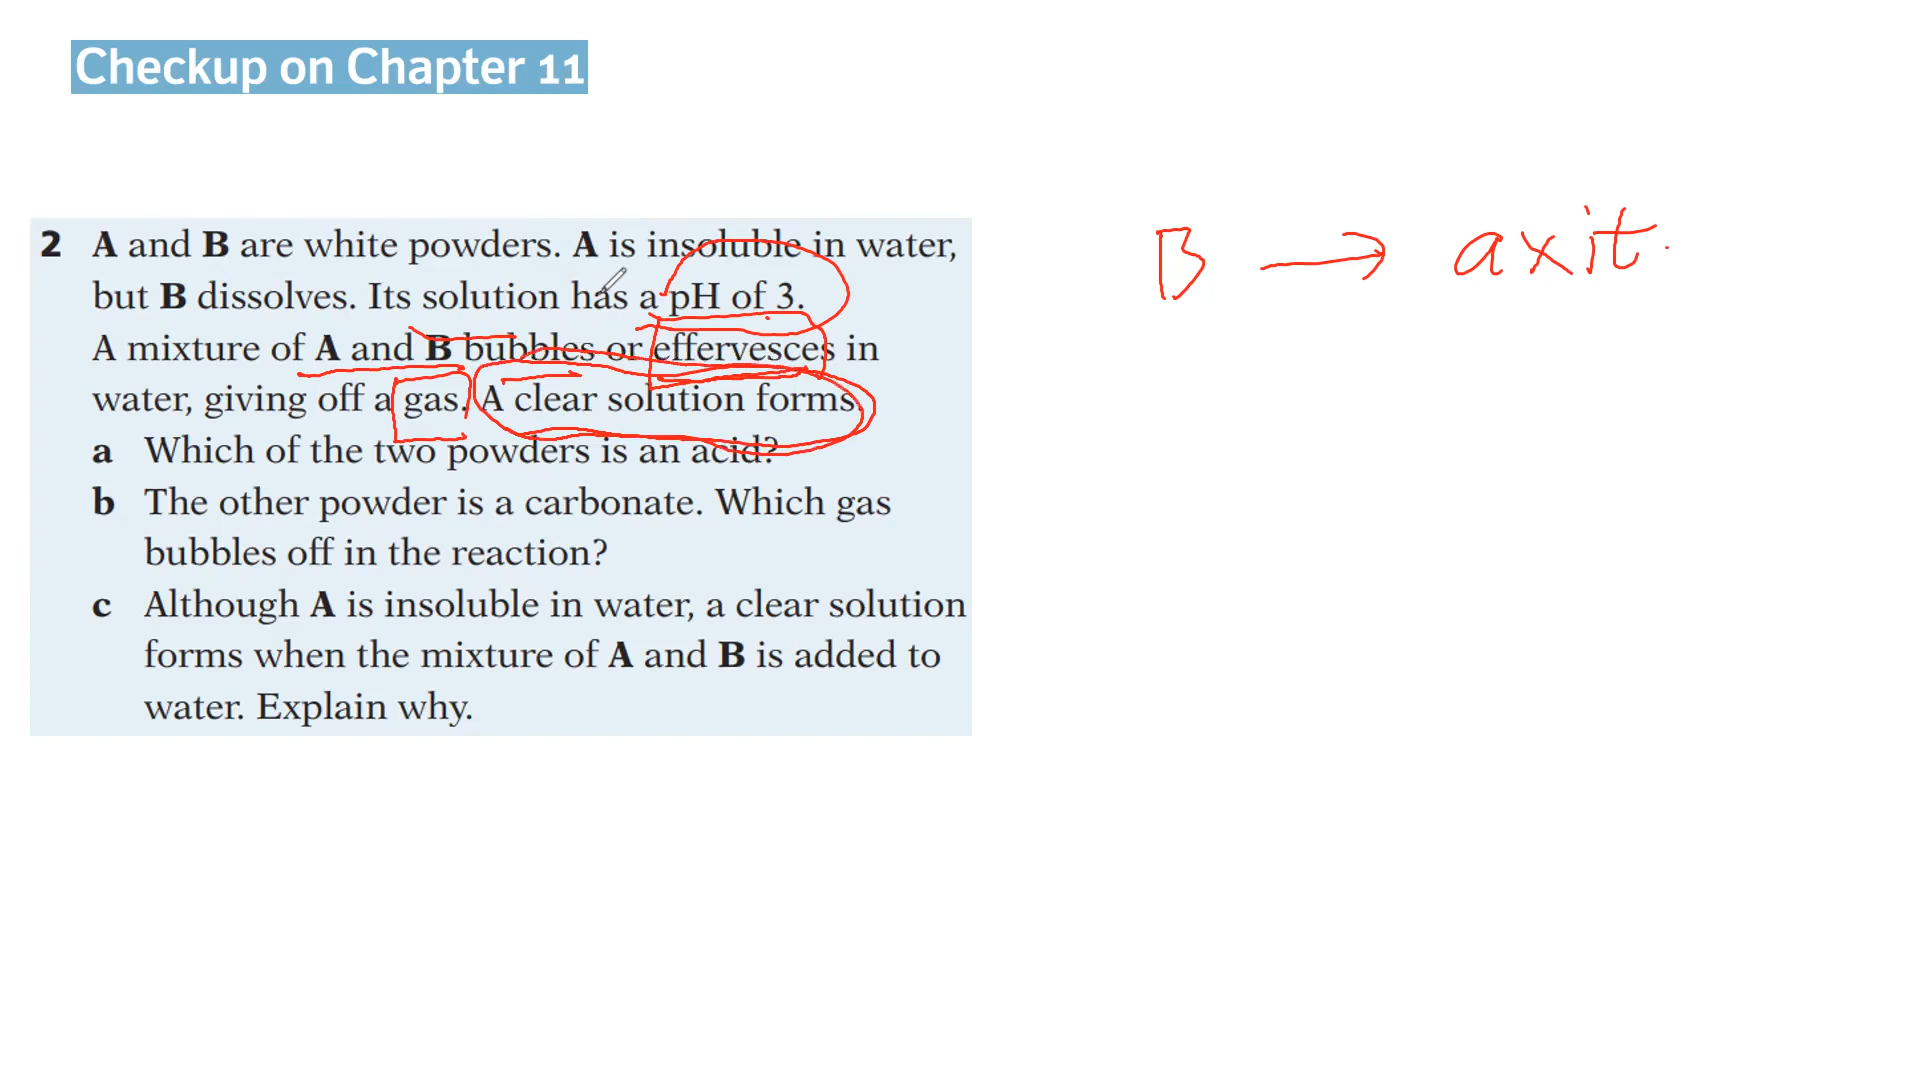 Checkup on Chapter 11
2 A and B are white powders. A is insoluble in water,
but B dissolves. Its solution has a pH of 3.
A mixture of A and B bubbles or effervesces in
water, giving off a gas. A clear solution forms.
a Which of the two powders is an acid?
b The other powder is a carbonate. Which gas
bubbles off in the reaction?
c Although A is insoluble in water, a clear solution
forms when the mixture of A and B is added to
water. Explain why.
B → axit.